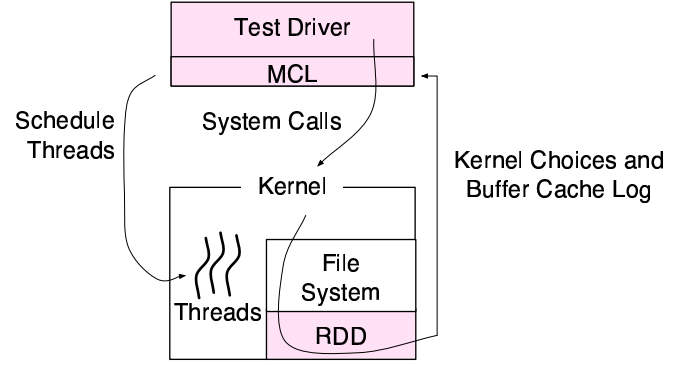 Test Driver
MCL
Schedule
Threads
System Calls
Kernel Choices and
Buffer Cache Log
Kernel
File
System
Threads
RDD